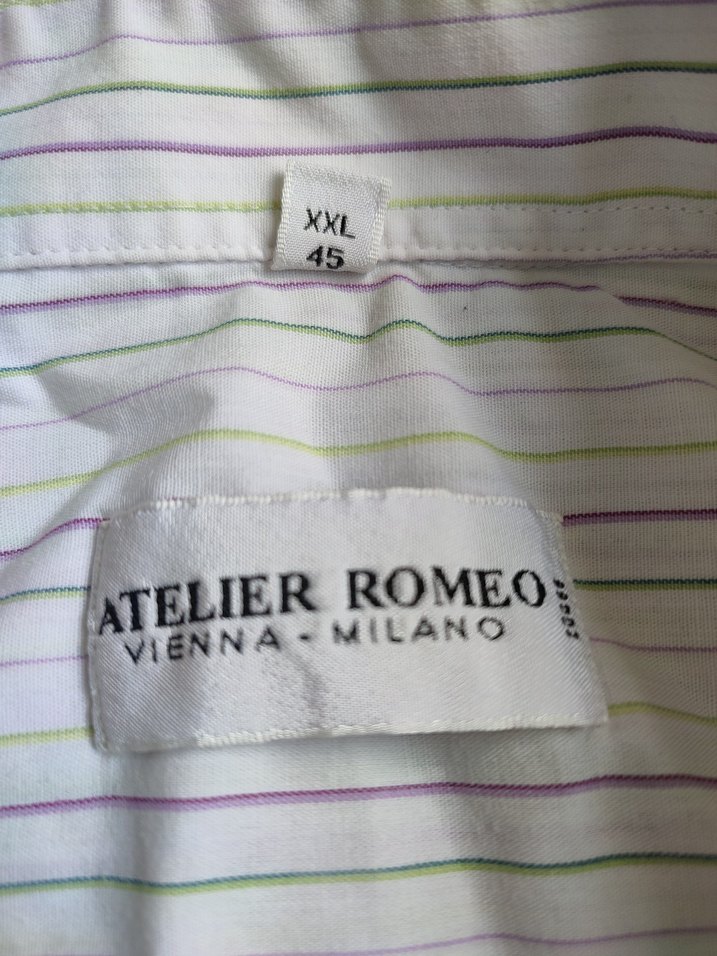 XXL
45
ATELIER ROMEO
VIENNA - MILANO